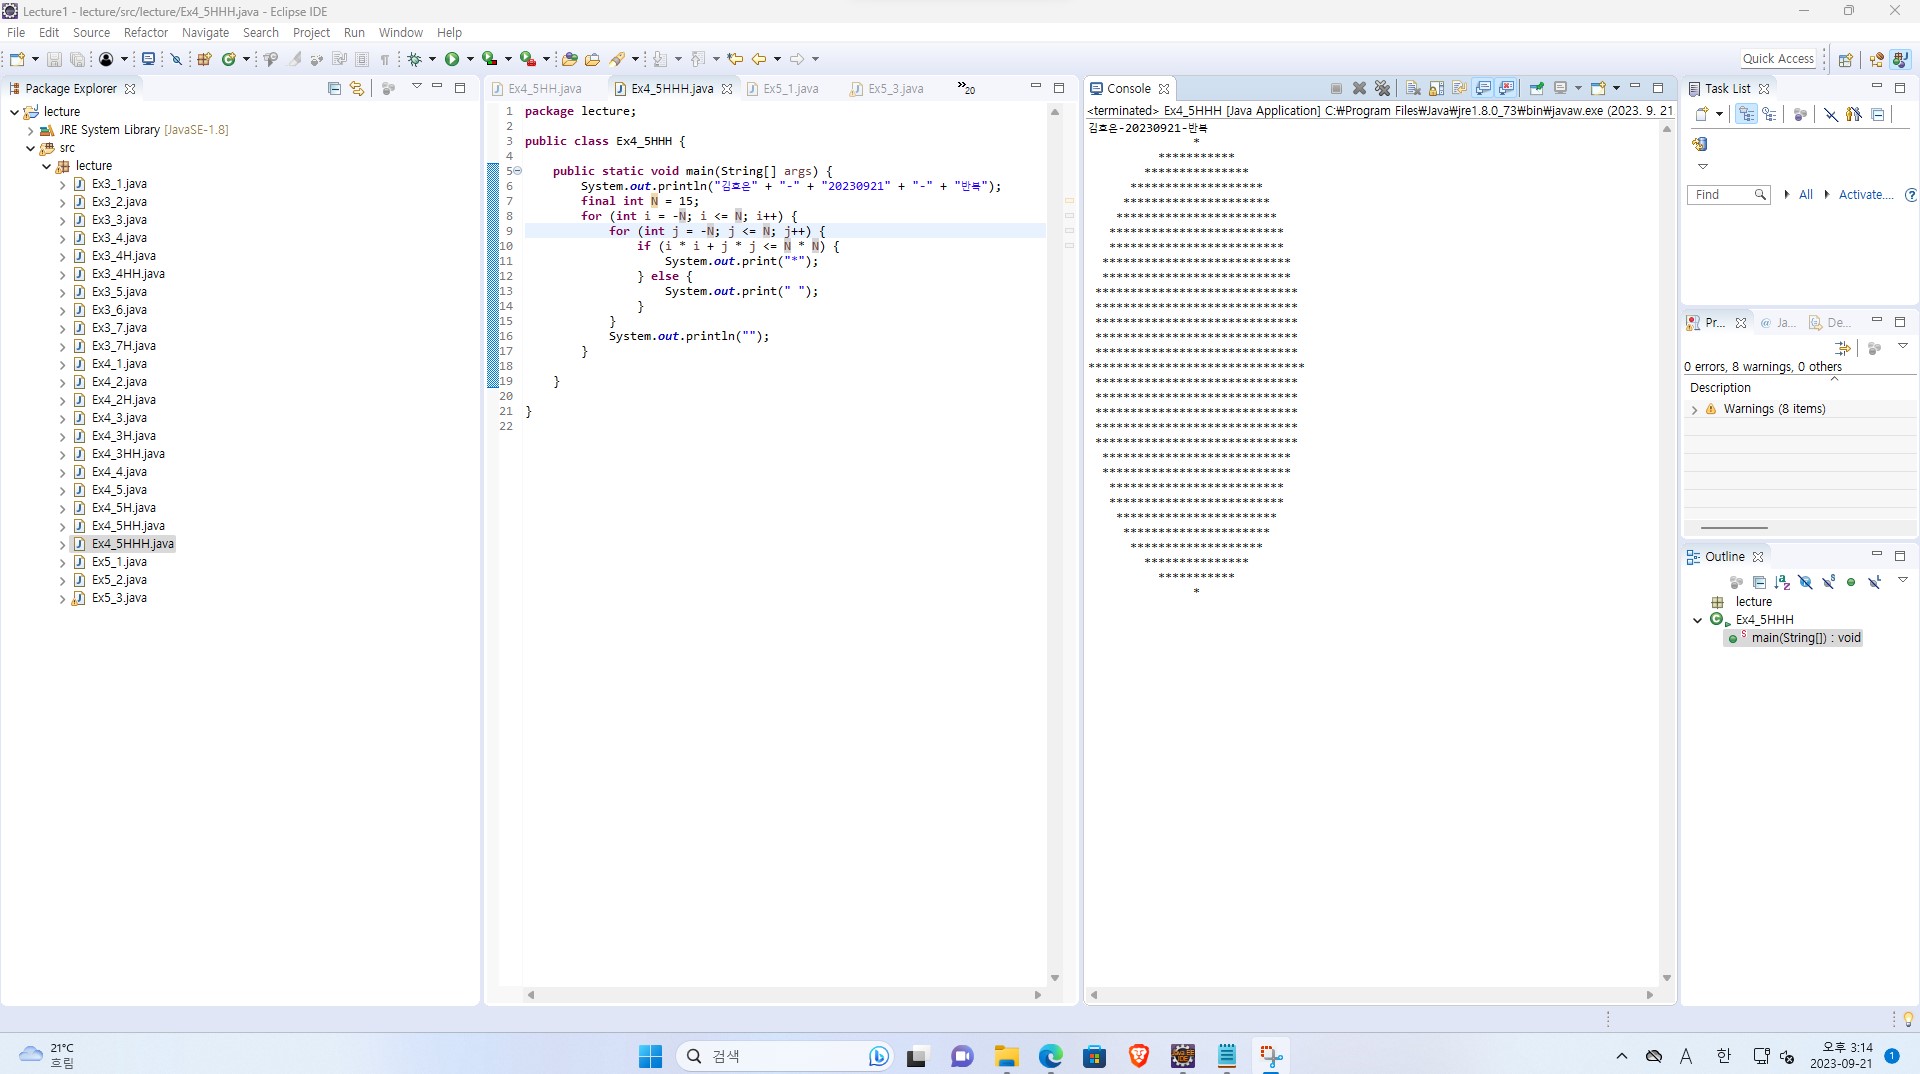 Lecture1 - lecture/src/lecture/Ex4_5HHH.java - Eclipse IDE
File Edit Source Refactor Navigate Search Project Run Window Help
Quick Access
Package Explorer
lecture
JRE System Library [JavaSE-1.8]
src
lecture
Ex3_1.java
Ex3_2.java
Ex3_3.java
Ex3_4.java
Ex3_4H.java
Ex3_4HH.java
Ex3_5.java
Ex3_6.java
Ex3_7.java
Ex3_7H.java
Ex4_1.java
Ex4_2.java
Ex4_2H.java
Ex4_3.java
Ex4_3H.java
Ex4_3HH.java
Ex4_4.java
Ex4_5.java
Ex4_5H.java
Ex4_5HH.java
Ex4_5HHH.java
Ex5_1.java
Ex5_2.java
Ex5_3.java
Ex4_5HH.java Ex4_5HHH.java Ex5_1.java Ex5_3.java »20
1 package lecture;
2
3 public class Ex4_5HHH {
4
5 public static void main(String[] args) {
6 System.out.println("김효은" + "-" + "20230921" + "-" + "반복");
7 final int N = 15;
8 for (int i = -N; i <= N; i++) {
9 for (int j = -N; j <= N; j++) {
10 if (i * i + j * j <= N * N) {
11 System.out.print("*");
12 } else {
13 System.out.print(" ");
14 }
15 }
16 System.out.println("");
17 }
18
19 }
20
21 }
22
Console
<terminated> Ex4_5HHH [Java Application] C:₩Program Files₩Java₩jre1.8.0_73₩bin₩javaw.exe (2023. 9. 21
김효은-20230921-반복
               *
          ***********
        ***************
      *******************
     *********************
    ***********************
   *************************
   *************************
  ***************************
  ***************************
 *****************************
 *****************************
 *****************************
 *****************************
 *****************************
*******************************
 *****************************
 *****************************
 *****************************
 *****************************
 *****************************
  ***************************
  ***************************
   *************************
   *************************
    ***********************
     *********************
      *******************
        ***************
          ***********
               *
Task List
Find All Activate...
Pr... Ja... De...
0 errors, 8 warnings, 0 others
Description
Warnings (8 items)
Outline
lecture
Ex4_5HHH
main(String[]) : void
21°C
흐림
검색
A 한
오후 3:14
2023-09-21
1